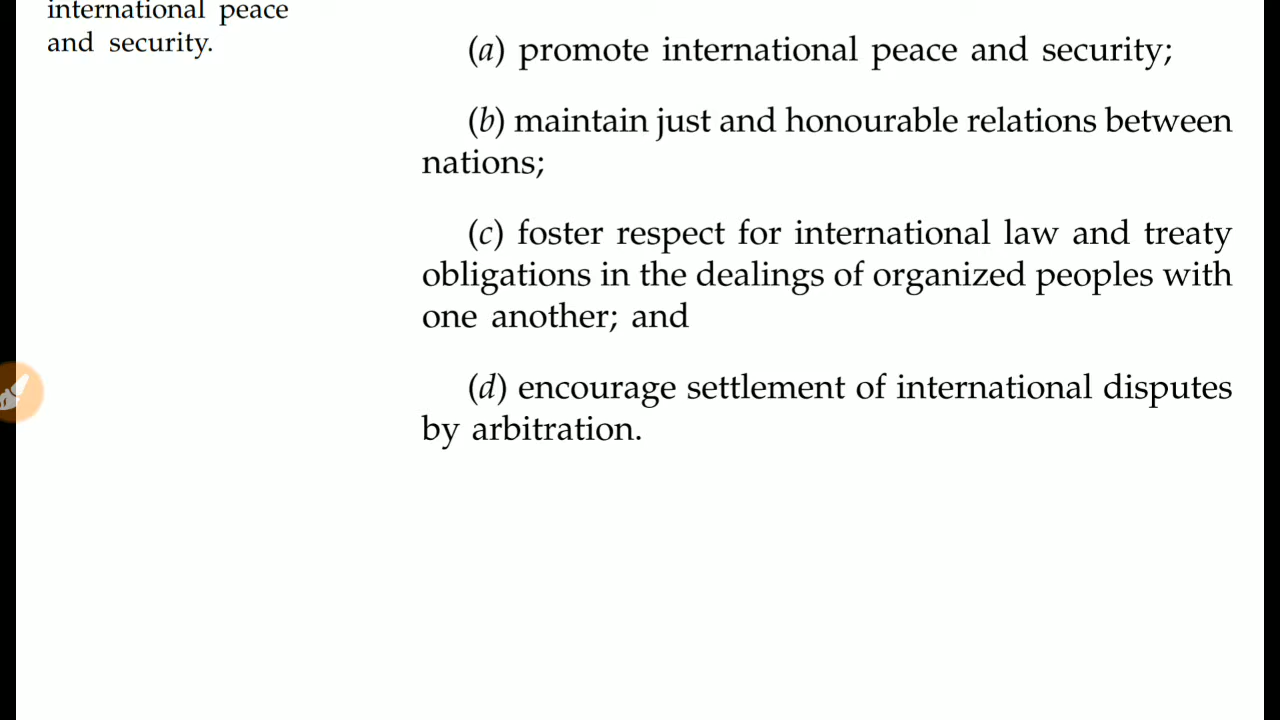 international peace
and security.
(a) promote international peace and security;
(b) maintain just and honourable relations between
nations;
(c) foster respect for international law and treaty
obligations in the dealings of organized peoples with
one another; and
(d) encourage settlement of international disputes
by arbitration.